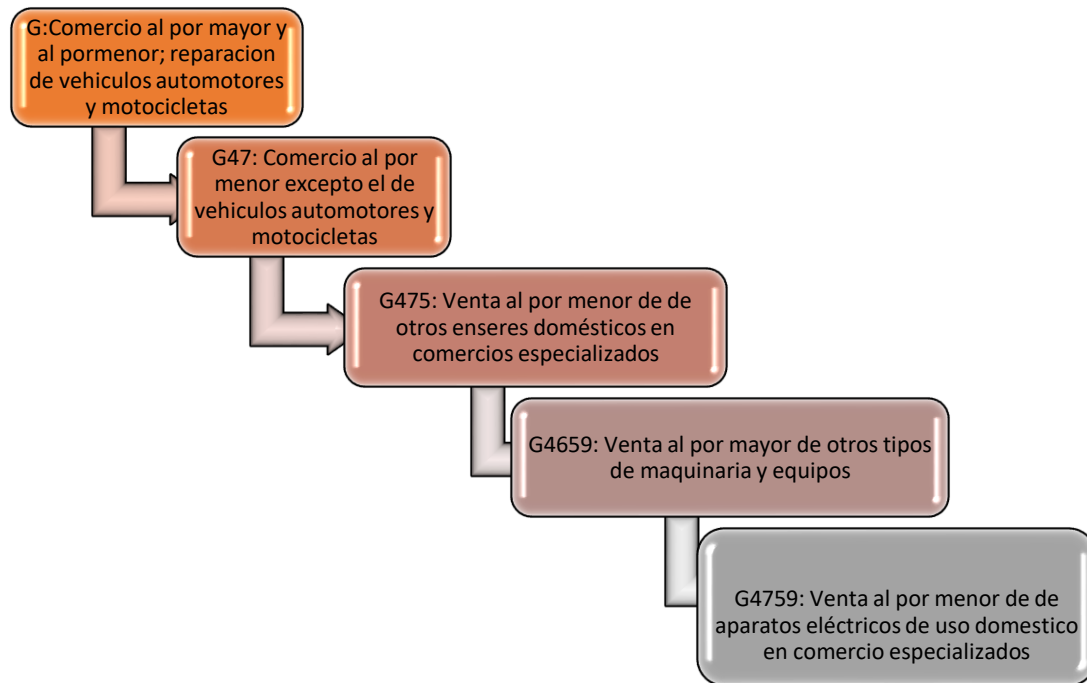 G:Comercio al por mayor y
al pormenor; reparacion
de vehiculos automotores
y motocicletas
G47: Comercio al por
menor excepto el de
vehiculos automotores y
motocicletas
G475: Venta al por menor de de
otros enseres domésticos en
comercios especializados
G4659: Venta al por mayor de otros tipos
de maquinaria y equipos
G4759: Venta al por menor de de
aparatos eléctricos de uso domestico
en comercio especializados